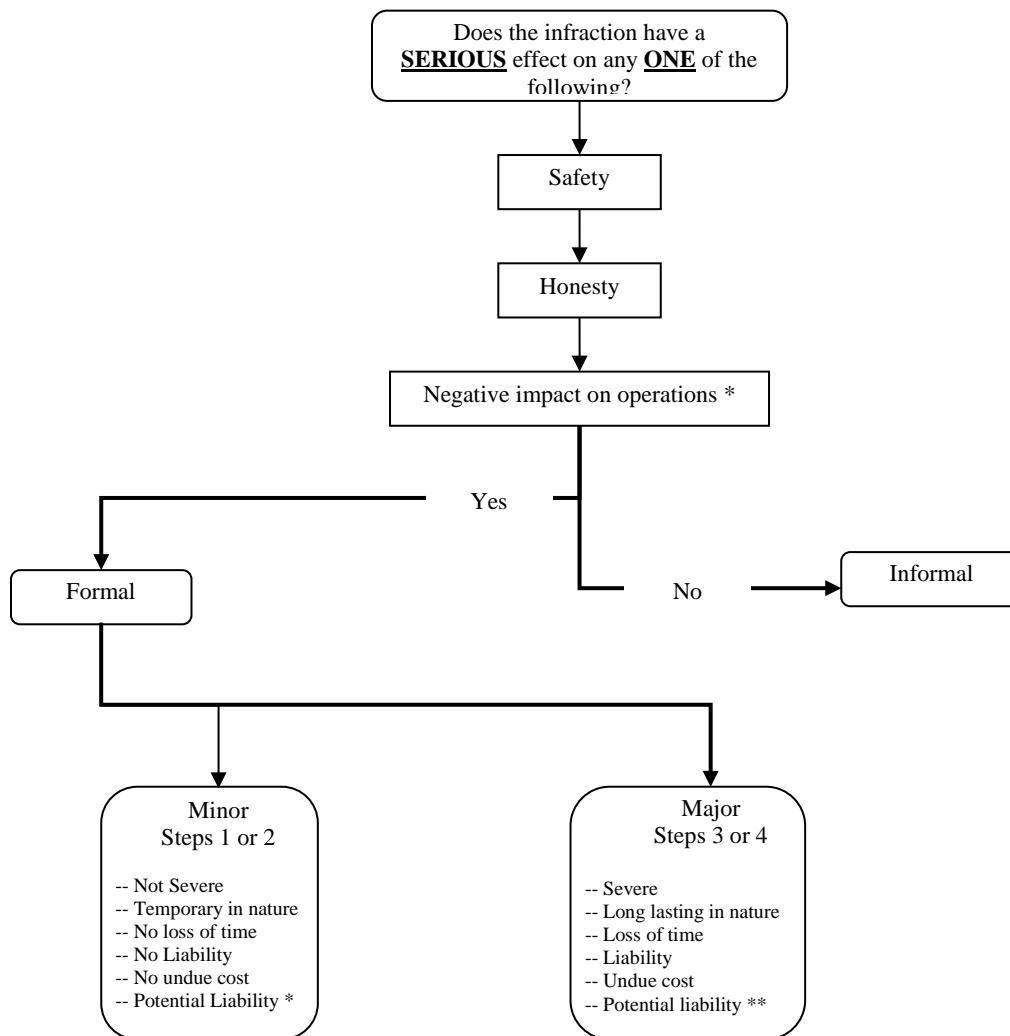 Does the infraction have a
SERIOUS effect on any ONE of the
following?
Safety
Honesty
Negative impact on operations *
Yes
Formal
No
Informal
Minor
Steps 1 or 2
-- Not Severe
-- Temporary in nature
-- No loss of time
-- No Liability
-- No undue cost
-- Potential Liability *
Major
Steps 3 or 4
-- Severe
-- Long lasting in nature
-- Loss of time
-- Liability
-- Undue cost
-- Potential liability **